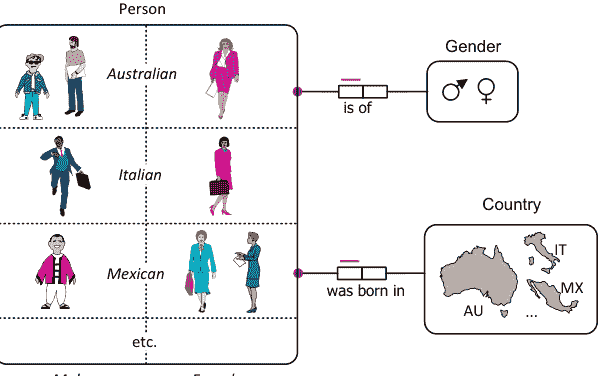 Person
Gender
Australian
is of
Italian
Country
IT
Mexican
MX
was born in
AU
...
etc.